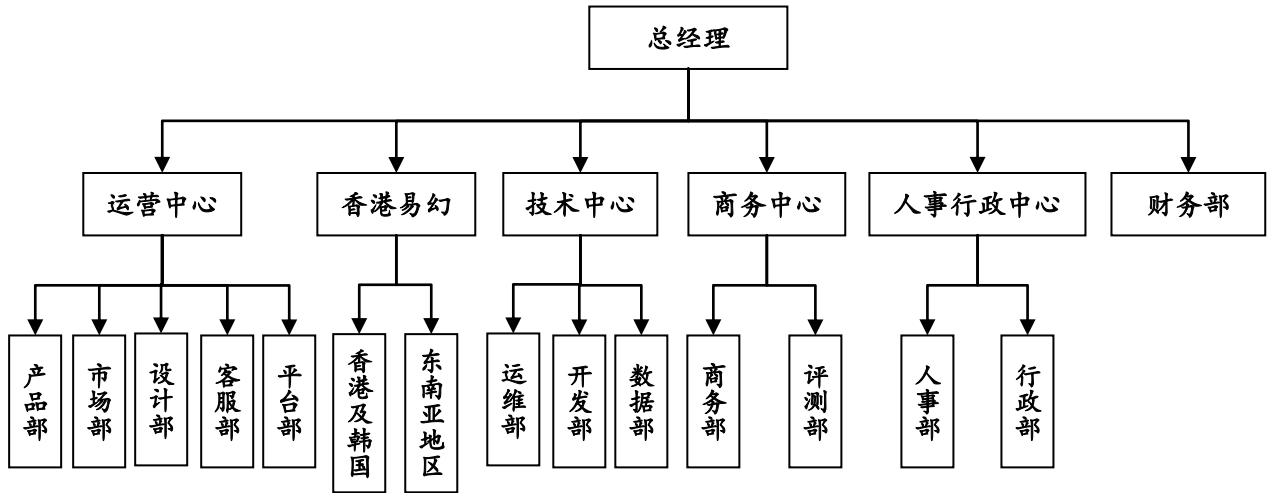 总经理
运营中心
香港易幻
技术中心
商务中心
人事行政中心
财务部
产品部
市场部
设计部
客服部
平台部
香港及韩国
东南亚地区
运维部
开发部
数据部
商务部
评测部
人事部
行政部